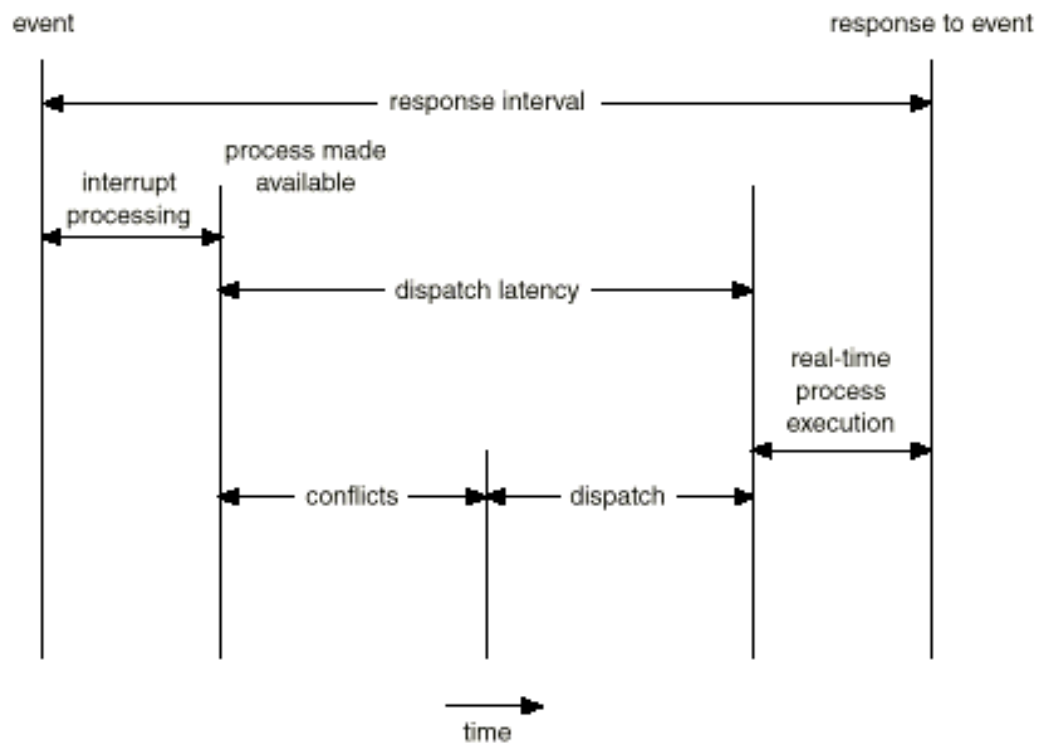 event
response to event
response interval
process made
available
interrupt
processing
dispatch latency
real-time
process
execution
conflicts
dispatch
time